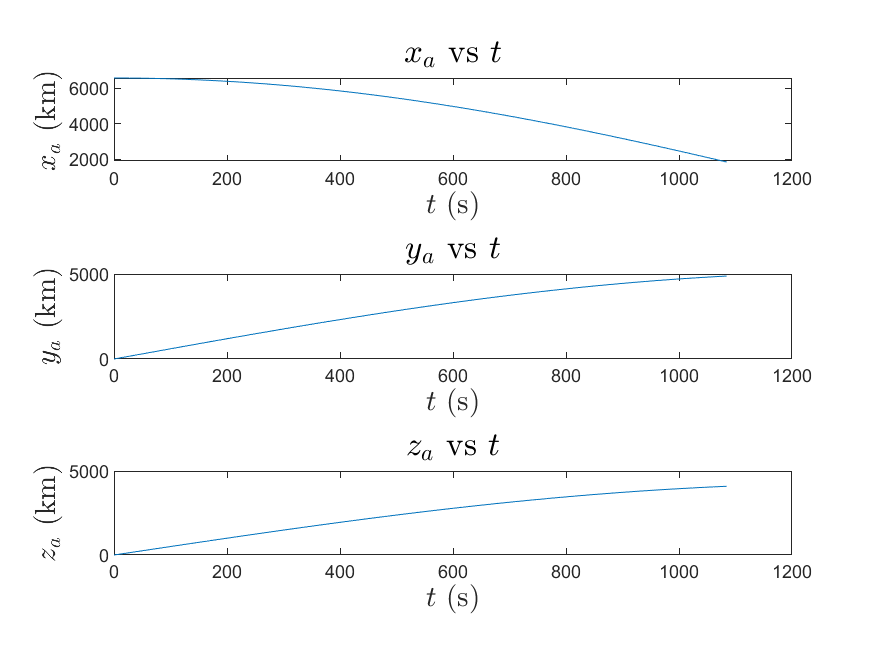 x_a vs t
6000
4000
2000
x_a (km)
0 200 400 600 800 1000 1200
t (s)
y_a vs t
5000
0
y_a (km)
0 200 400 600 800 1000 1200
t (s)
z_a vs t
5000
0
z_a (km)
0 200 400 600 800 1000 1200
t (s)